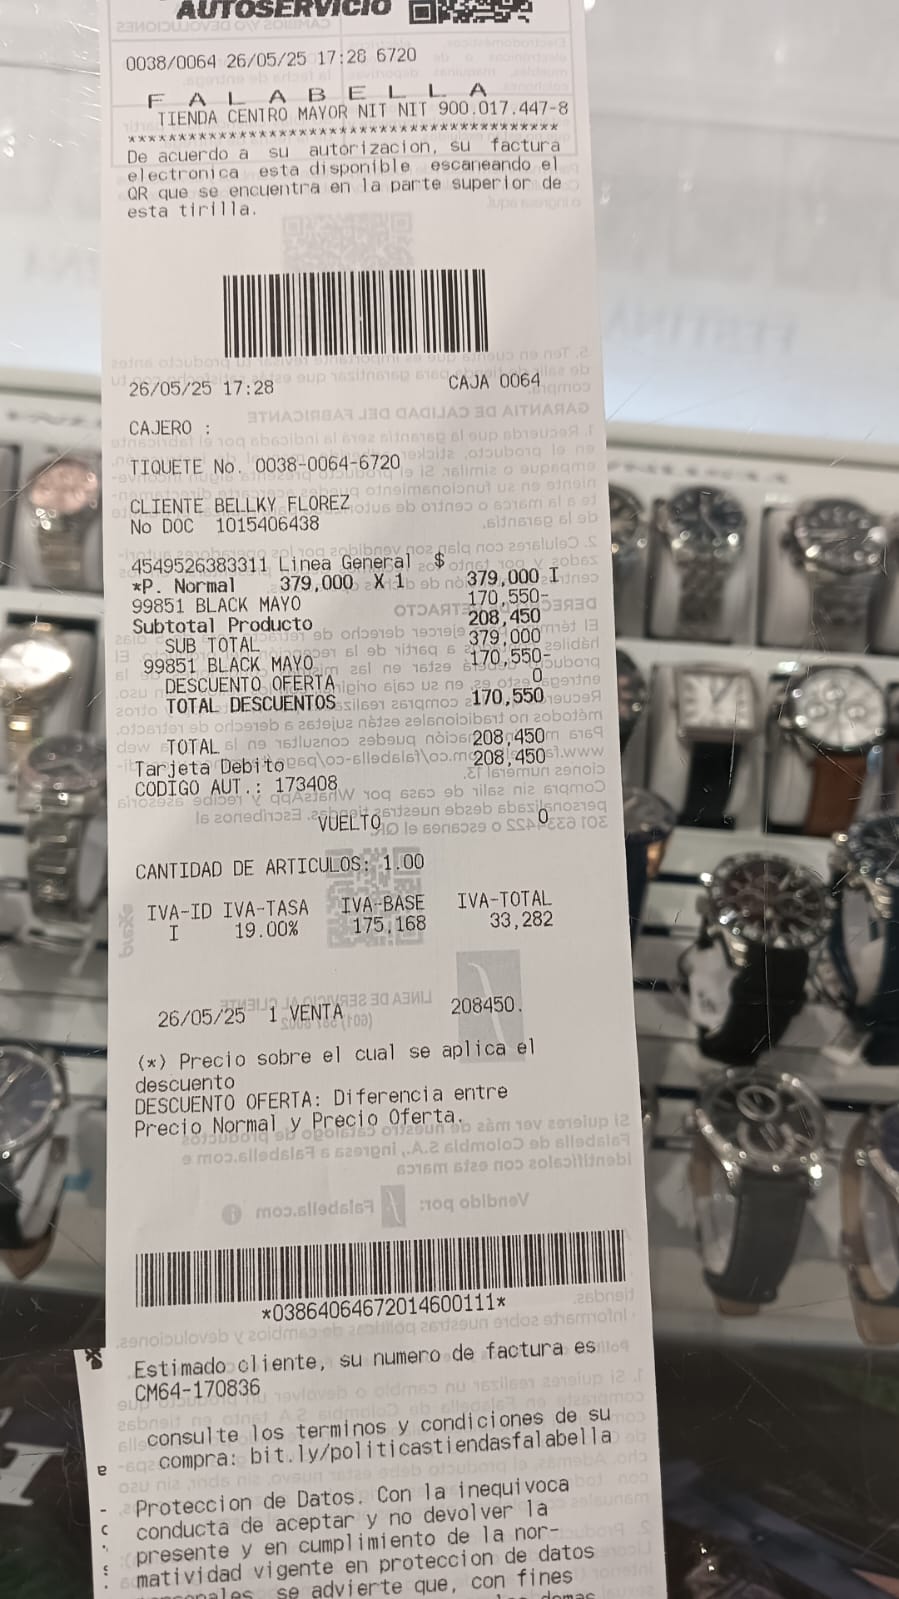 AUTOSERVICIO
0038/0064 26/05/25 17:28 6720
F A L A B E L L A
TIENDA CENTRO MAYOR NIT NIT 900.017.447-8
****************************************
De acuerdo a su autorizacion, su factura
electronica esta disponible escaneando el
QR que se encuentra en la parte superior de
esta tirilla.
26/05/25 17:28 CAJA 0064
CAJERO :
TIQUETE No. 0038-0064-6720
CLIENTE BELLKY FLOREZ
No DOC 1015406438
4549526383311 Linea General $
*P. Normal 379,000 X 1 379,000 I
99851 BLACK MAYO 170,550-
Subtotal Producto 208,450
SUB TOTAL 379,000
99851 BLACK MAYO 170,550-
DESCUENTO OFERTA 0
TOTAL DESCUENTOS 170,550
TOTAL 208,450
Tarjeta Debito 208,450
CODIGO AUT.: 173408
VUELTO 0
CANTIDAD DE ARTICULOS: 1.00
IVA-ID IVA-TASA IVA-BASE IVA-TOTAL
I 19.00% 175,168 33,282
26/05/25 1 VENTA 208450.
(*) Precio sobre el cual se aplica el
descuento
DESCUENTO OFERTA: Diferencia entre
Precio Normal y Precio Oferta.
*03864064672014600111*
Estimado cliente, su numero de factura es
CM64-170836
consulte los terminos y condiciones de su
compra: bit.ly/politicastiendasfalabella
Proteccion de Datos. Con la inequivoca
conducta de aceptar y no devolver la
presente y en cumplimiento de la nor-
matividad vigente en proteccion de datos
se advierte que, con fines